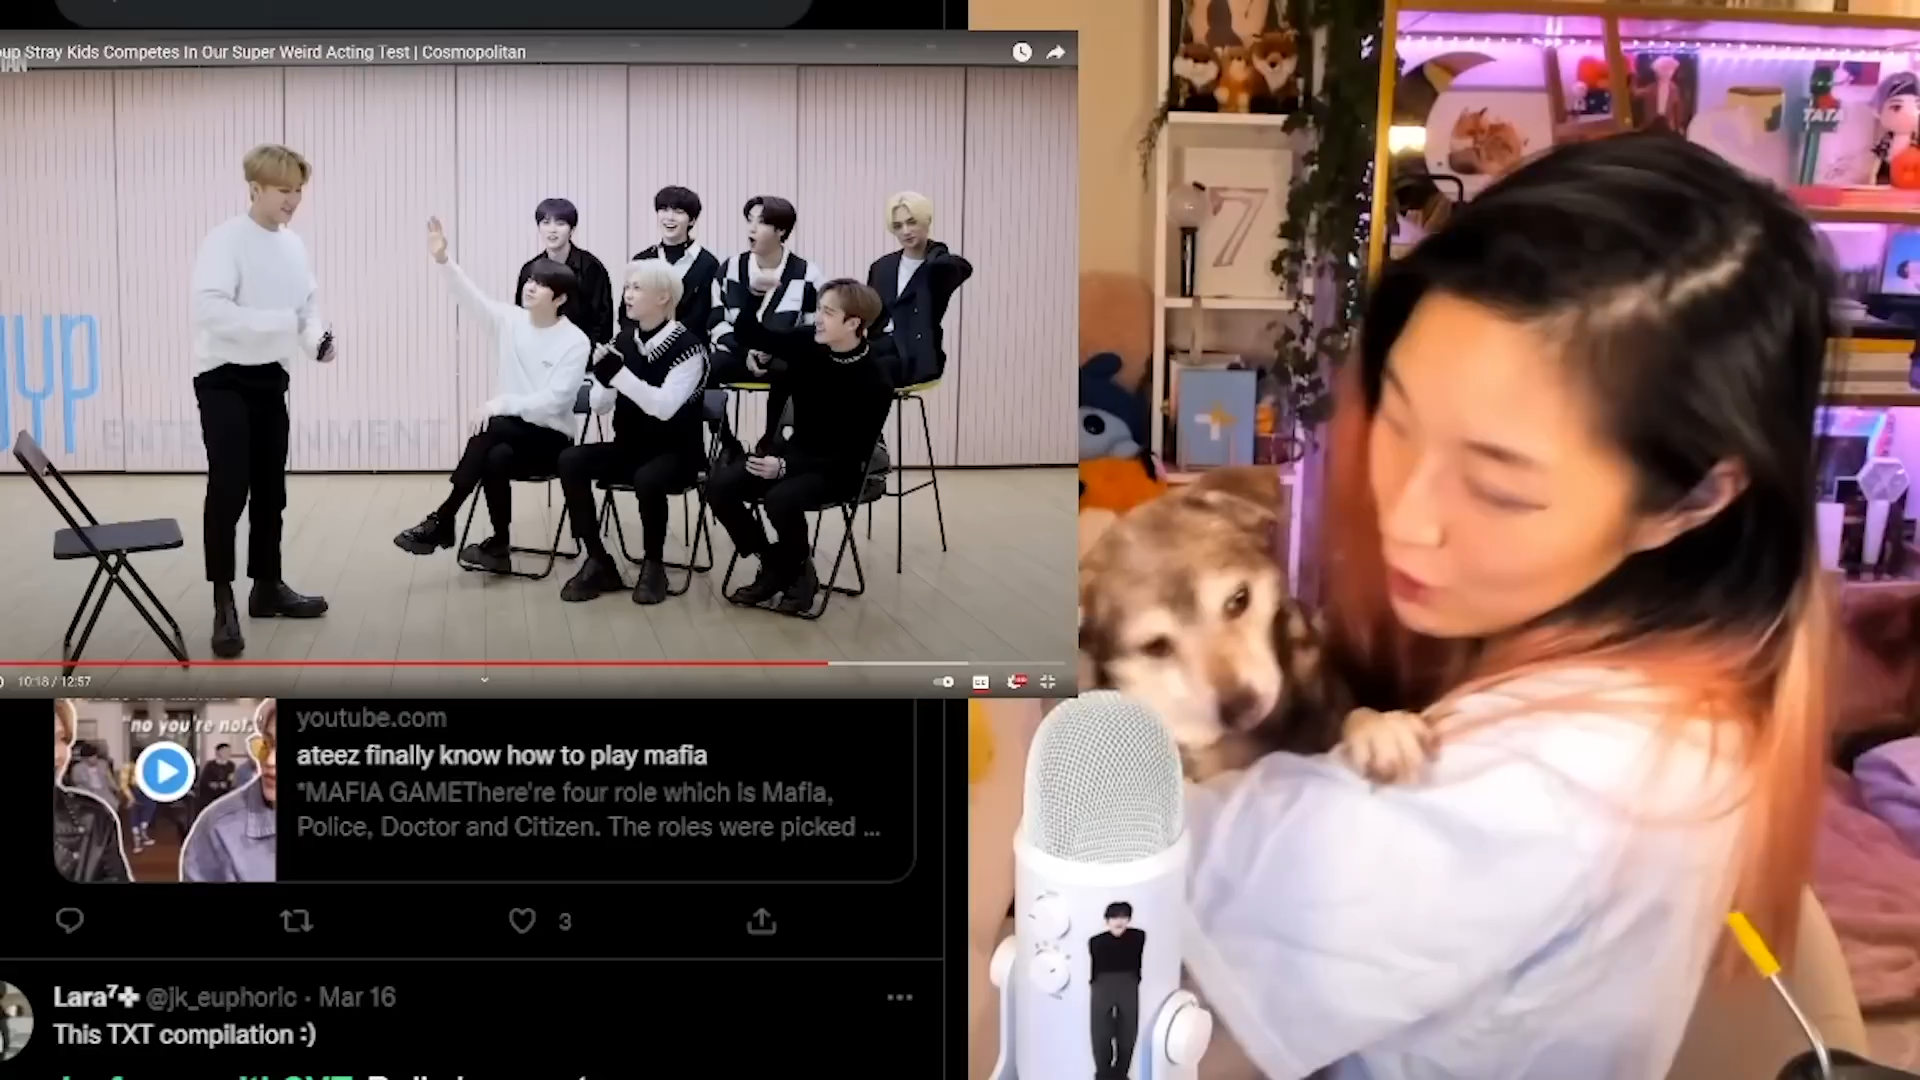 Stray Kids Competes In Our Super Weird Acting Test | Cosmopolitan
jyp
ENTE
NMENT
10:18 / 12:57
"no you're not."
youtube.com
ateez finally know how to play mafia
*MAFIA GAMEThere're four role which is Mafia,
Police, Doctor and Citizen. The roles were picked ...
3
Lara⁷✢ @jk_euphoric · Mar 16
This TXT compilation :)
7
TATA